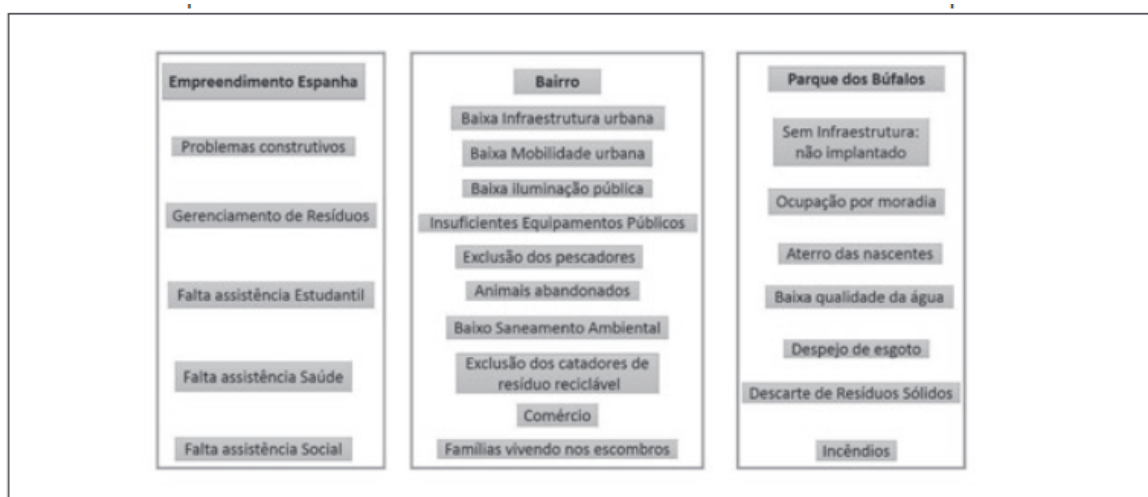 Empreendimento Espanha
Problemas construtivos
Gerenciamento de Resíduos
Falta assistência Estudantil
Falta assistência Saúde
Falta assistência Social
Bairro
Baixa Infraestrutura urbana
Baixa Mobilidade urbana
Baixa iluminação pública
Insuficientes Equipamentos Públicos
Exclusão dos pescadores
Animais abandonados
Baixo Saneamento Ambiental
Exclusão dos catadores de
resíduo reciclável
Comércio
Famílias vivendo nos escombros
Parque dos Búfalos
Sem Infraestrutura:
não implantado
Ocupação por moradia
Aterro das nascentes
Baixa qualidade da água
Despejo de esgoto
Descarte de Resíduos Sólidos
Incêndios